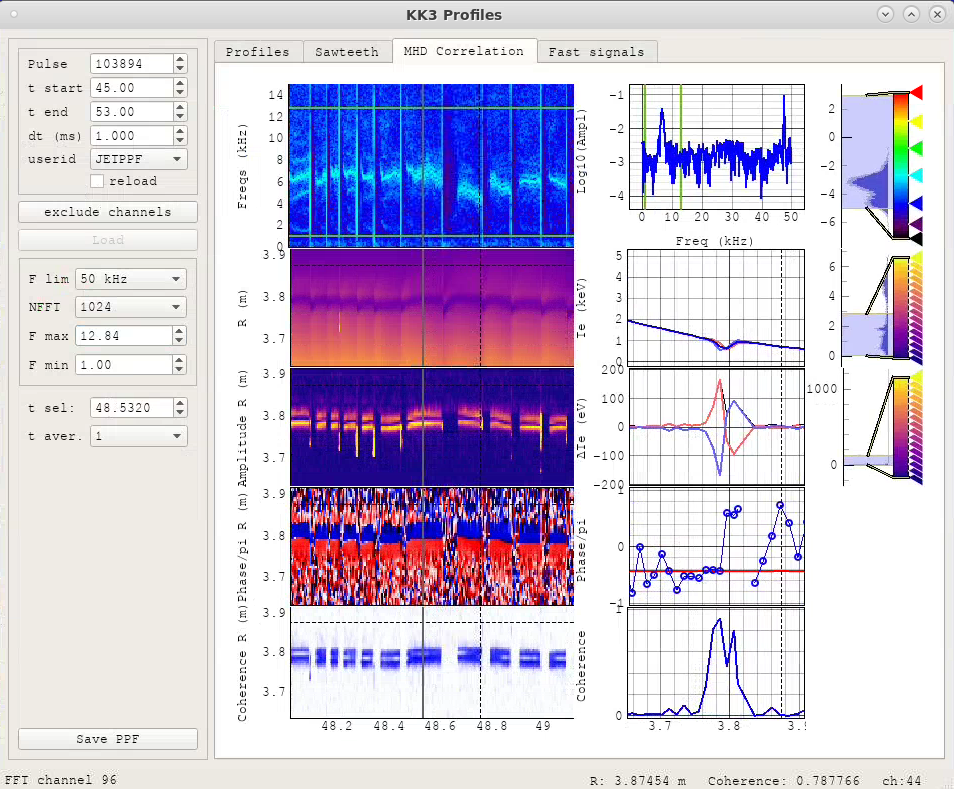 KK3 Profiles
Profiles Sawteeth MHD Correlation Fast signals
Pulse 103894
t start 45.00
t end 53.00
dt (ms) 1.000
userid JETPPF
reload
exclude channels
Load
F lim 50 kHz
NFFT 1024
F max 12.84
F min 1.00
t sel: 48.5320
t aver. 1
Save PPF
Freqs (kHz)
14
12
10
8
6
4
2
0
R (m)
3.9
3.8
3.7
Amplitude R (m)
3.9
3.8
3.7
Phase/pi R (m)
3.9
3.8
3.7
Coherence R (m)
3.9
3.8
3.7
48.2 48.4 48.6 48.8 49
Log10(Ampl)
-1
-2
-3
-4
0 10 20 30 40 50
Freq (kHz)
Te (keV)
5
4
3
2
1
0
ΔTe (eV)
200
100
0
-100
-200
Phase/pi
1
0
-1
Coherence
1
0
3.7 3.8 3.9
2
0
-2
-4
-6
6
4
2
0
1000
0
FFT channel 96
R: 3.87454 m Coherence: 0.787766 ch:44